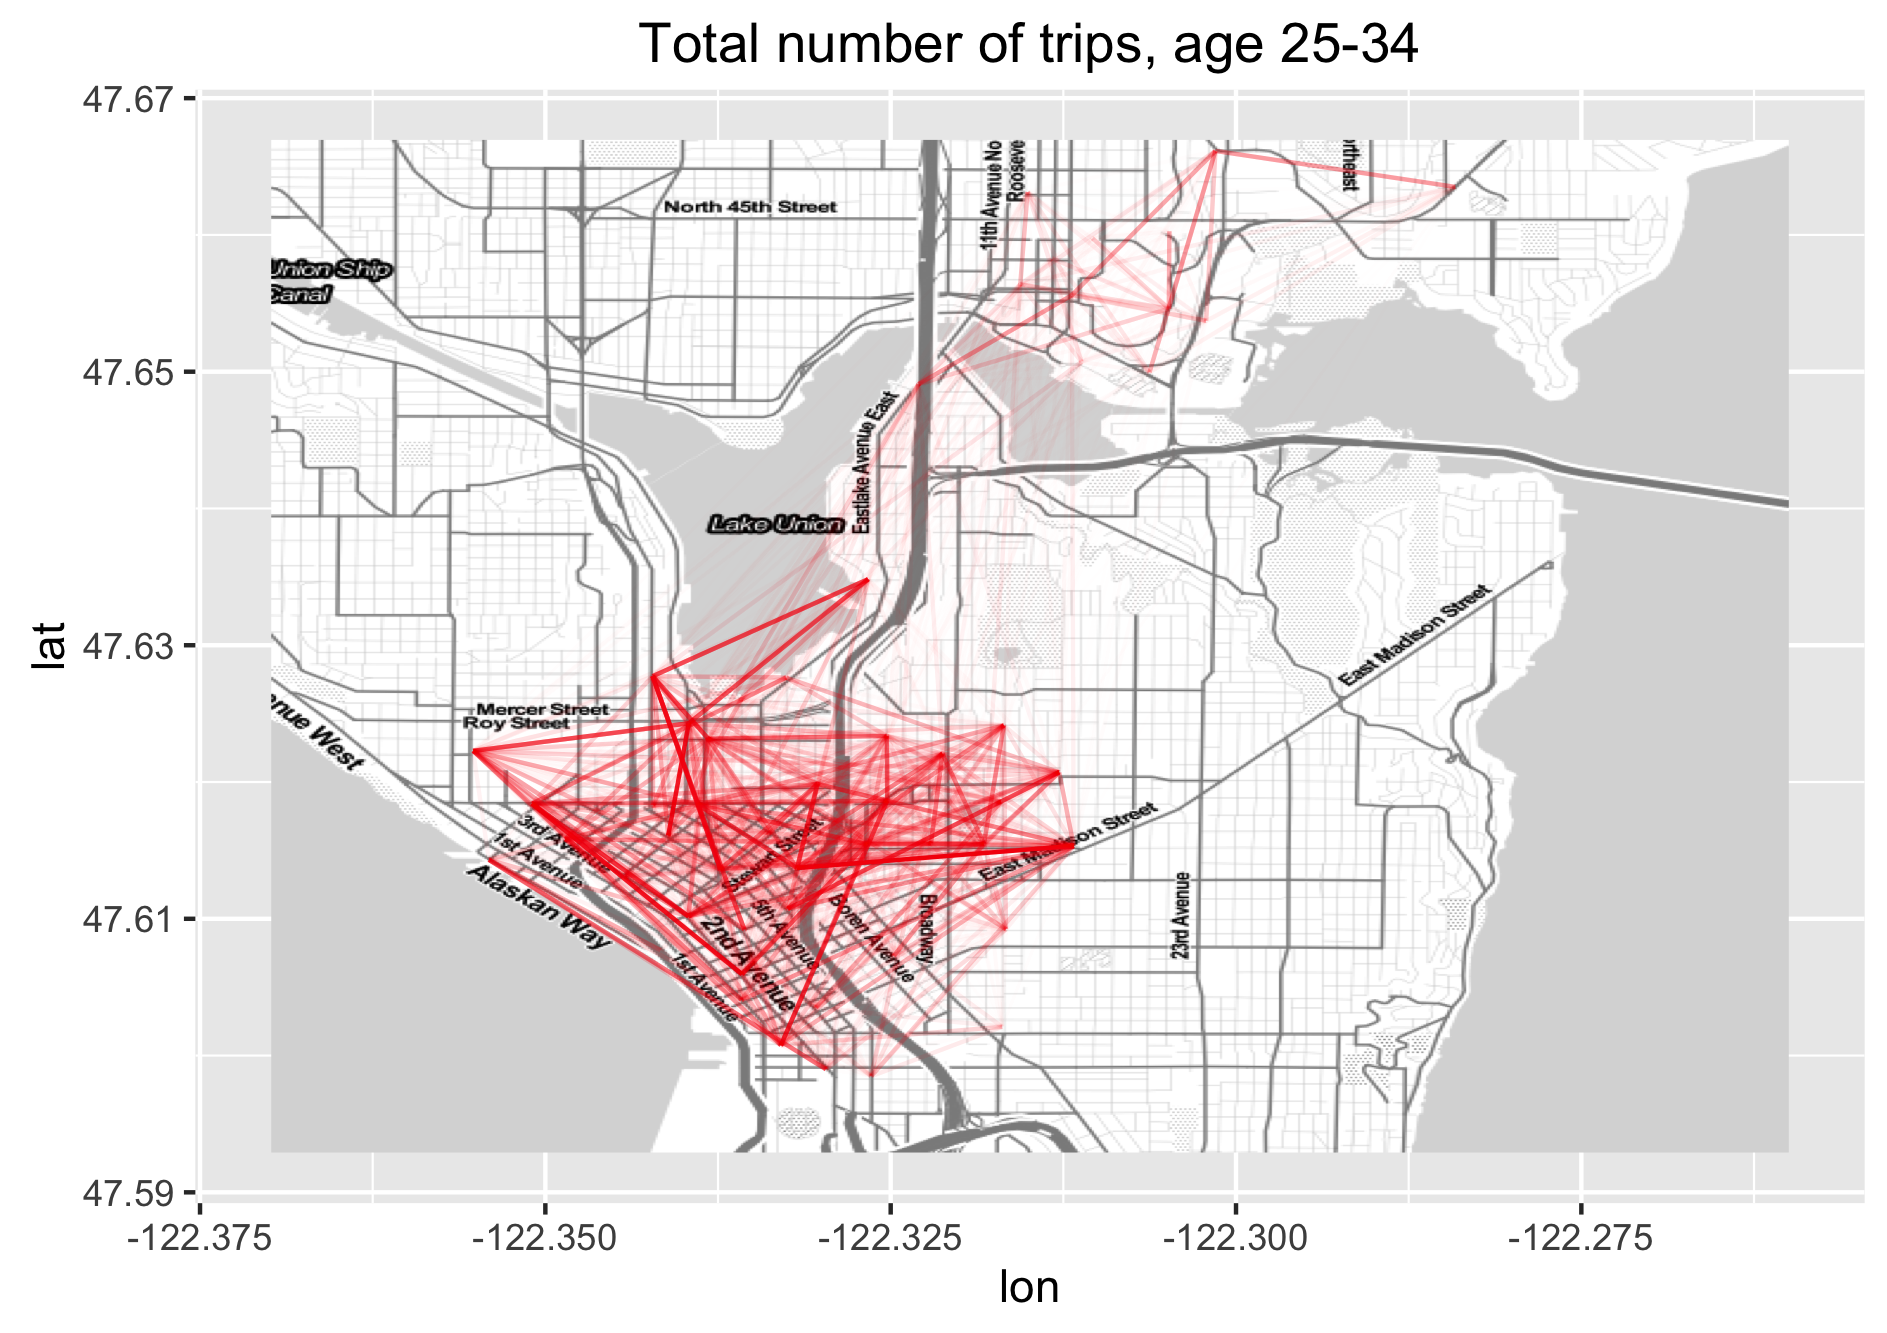 Total number of trips, age 25-34
47.67
47.65
47.63
47.61
47.59
lat
-122.375
-122.350
-122.325
-122.300
-122.275
lon
11th Avenue No
Rooseve
rtheast
North 45th Street
Union Ship
Canal
Eastlake Avenue East
Lake Union
East Madison Street
Mercer Street
Roy Street
enue West
3rd Avenue
1st Avenue
Stewart Street
East Madison Street
Alaskan Way
2nd Avenue
5th Avenue
Boren Avenue
Broadway
23rd Avenue
1st Avenue